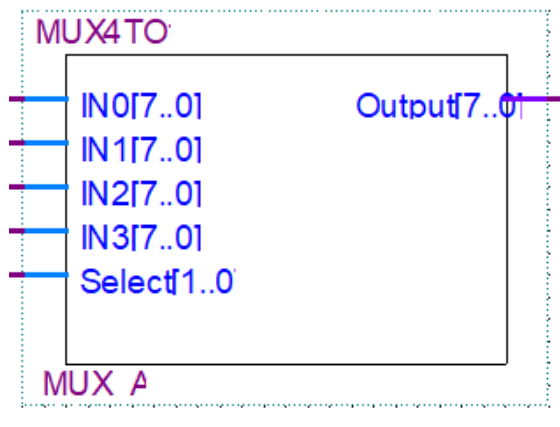 MUX4TO
IN0[7..0]
Output[7..0]
IN1[7..0]
IN2[7..0]
IN3[7..0]
Select[1..0
MUX A